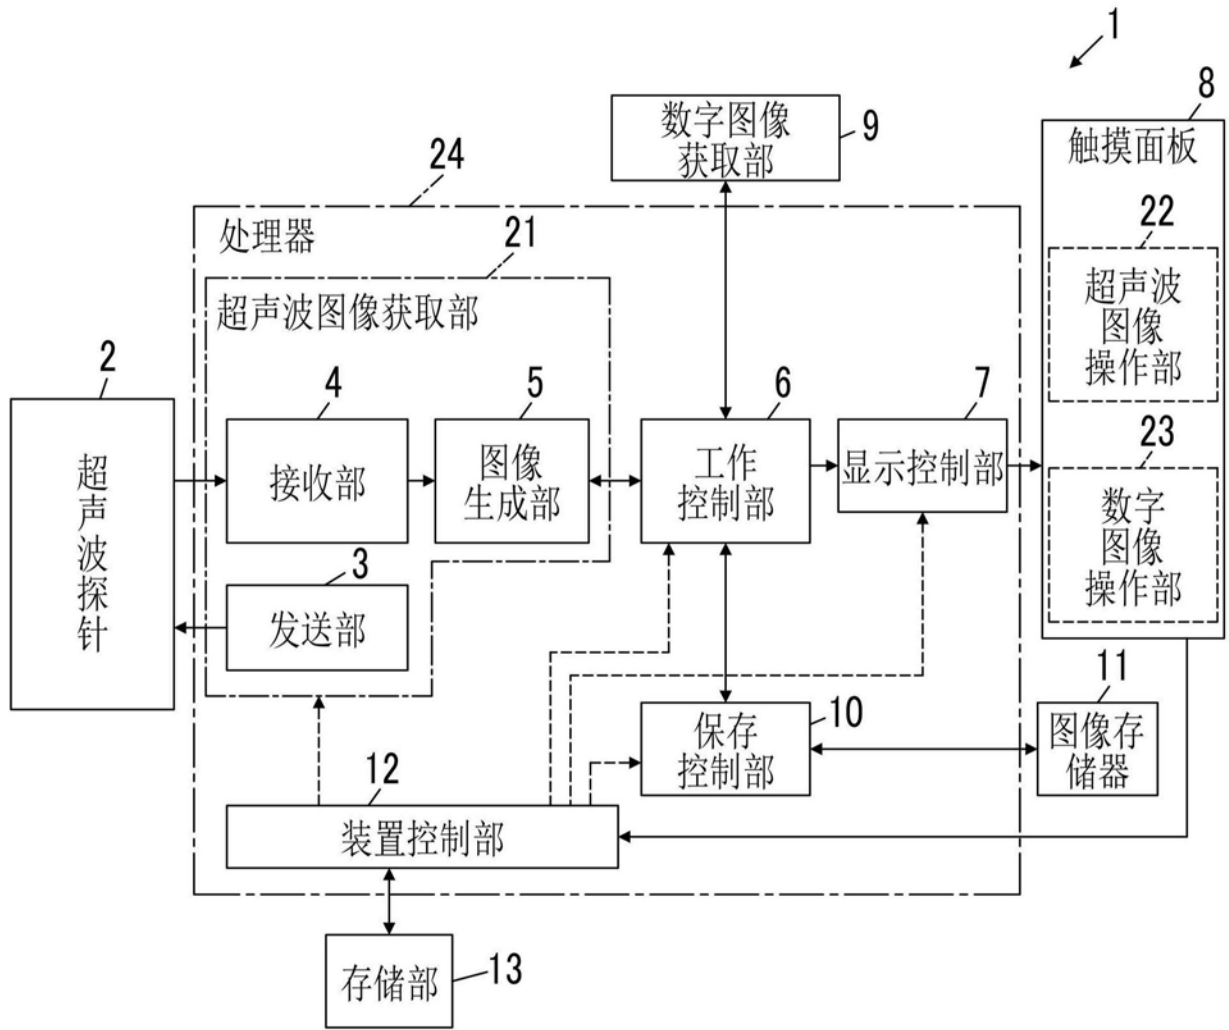 1
8
数字图像
获取部
9
触摸面板
24
处理器
21
22
超声波图像获取部
超声波
图像
操作部
2
4
5
6
7
23
超声波探针
接收部
图像
生成部
工作
控制部
显示控制部
数字
图像
操作部
3
发送部
11
10
保存
控制部
图像存
储器
12
装置控制部
存储部
13